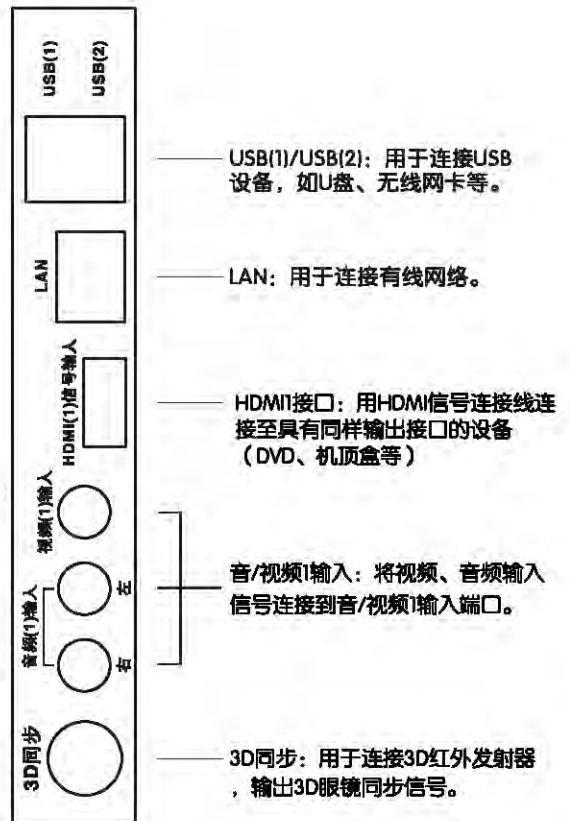 USB(1)
USB(2)
USB(1)/USB(2)：用于连接USB
设备，如U盘、无线网卡等。
LAN
LAN：用于连接有线网络。
HDMI(1)信号输入
HDMI1接口：用HDMI信号连接线连
接至具有同样输出接口的设备
（DVD、机顶盒等）
视频(1)输入
音频(1)输入
左
右
音/视频1输入：将视频、音频输入
信号连接到音/视频1输入端口。
3D同步
3D同步：用于连接3D红外发射器
，输出3D眼镜同步信号。